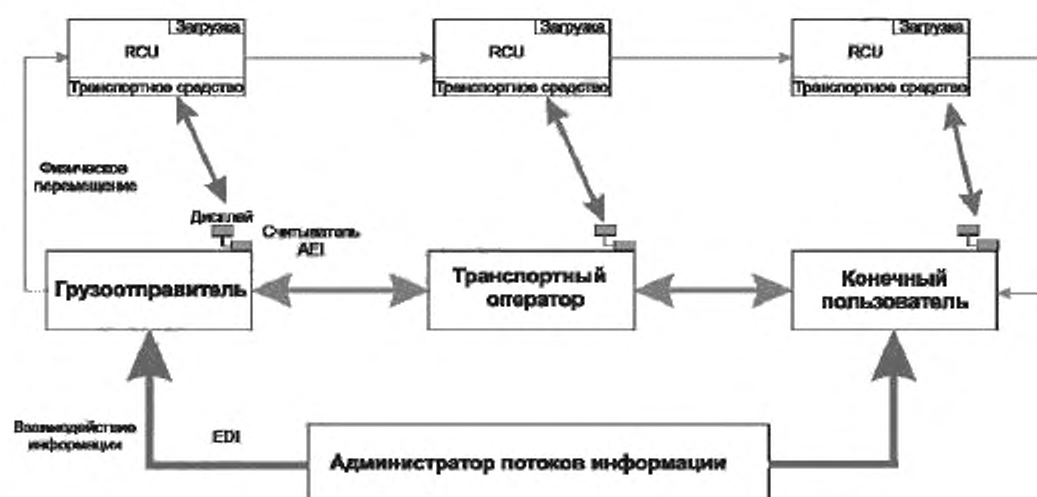 Загрузка
RCU
Транспортное средство
Загрузка
RCU
Транспортное средство
Загрузка
RCU
Транспортное средство
Физическое
перемещение
Дисплей
Считыватель
AEI
Грузоотправитель
Транспортный
оператор
Конечный
пользователь
Взаимодействие
информации
EDI
Администратор потоков информации